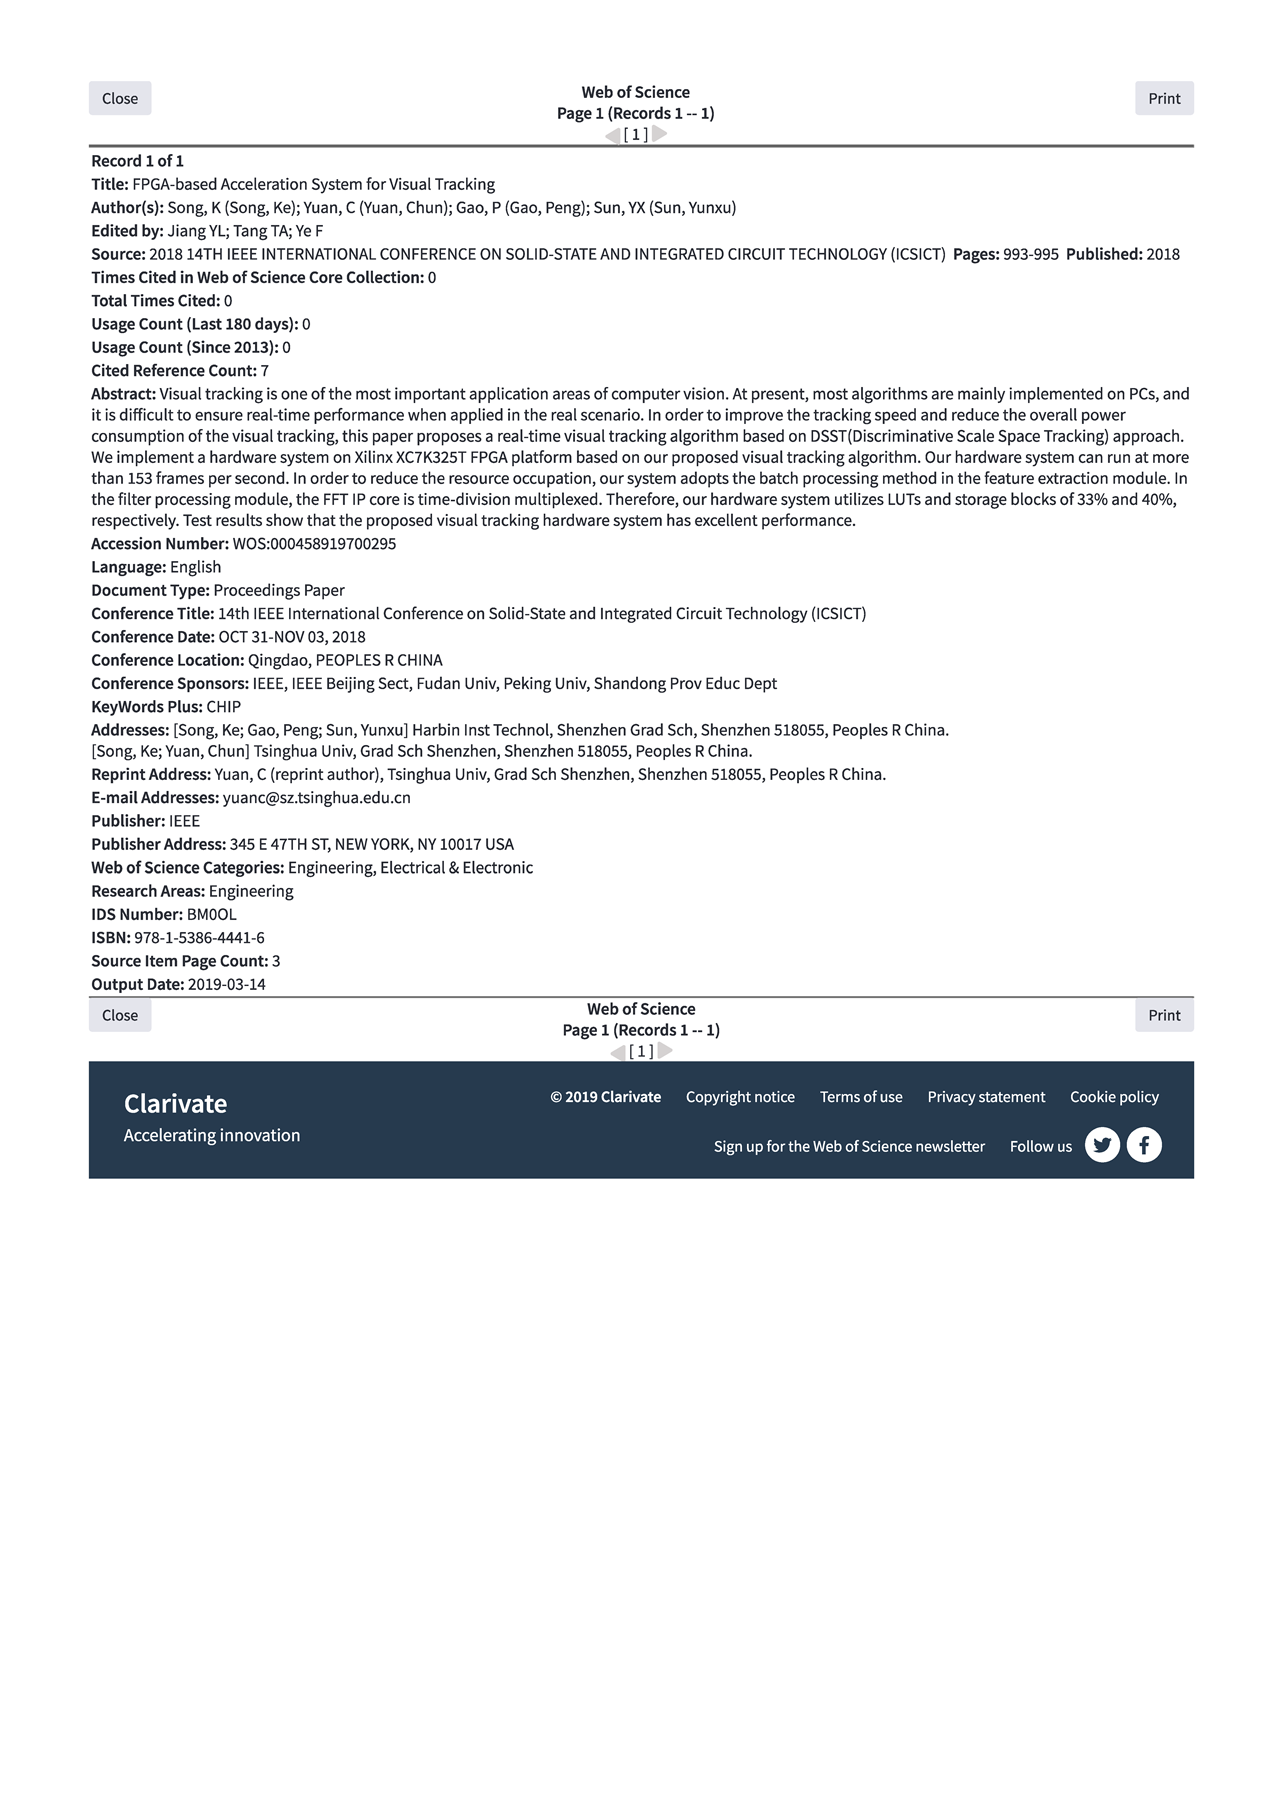 Close
Web of Science
Print
Page 1 (Records 1 -- 1)
[ 1 ]
Record 1 of 1
Title: FPGA-based Acceleration System for Visual Tracking
Author(s): Song, K (Song, Ke); Yuan, C (Yuan, Chun); Gao, P (Gao, Peng); Sun, YX (Sun, Yunxu)
Edited by: Jiang YL; Tang TA; Ye F
Source: 2018 14TH IEEE INTERNATIONAL CONFERENCE ON SOLID-STATE AND INTEGRATED CIRCUIT TECHNOLOGY (ICSICT) Pages: 993-995 Published: 2018
Times Cited in Web of Science Core Collection: 0
Total Times Cited: 0
Usage Count (Last 180 days): 0
Usage Count (Since 2013): 0
Cited Reference Count: 7
Abstract: Visual tracking is one of the most important application areas of computer vision. At present, most algorithms are mainly implemented on PCs, and
it is difficult to ensure real-time performance when applied in the real scenario. In order to improve the tracking speed and reduce the overall power
consumption of the visual tracking, this paper proposes a real-time visual tracking algorithm based on DSST(Discriminative Scale Space Tracking) approach.
We implement a hardware system on Xilinx XC7K325T FPGA platform based on our proposed visual tracking algorithm. Our hardware system can run at more
than 153 frames per second. In order to reduce the resource occupation, our system adopts the batch processing method in the feature extraction module. In
the filter processing module, the FFT IP core is time-division multiplexed. Therefore, our hardware system utilizes LUTs and storage blocks of 33% and 40%,
respectively. Test results show that the proposed visual tracking hardware system has excellent performance.
Accession Number: WOS:000458919700295
Language: English
Document Type: Proceedings Paper
Conference Title: 14th IEEE International Conference on Solid-State and Integrated Circuit Technology (ICSICT)
Conference Date: OCT 31-NOV 03, 2018
Conference Location: Qingdao, PEOPLES R CHINA
Conference Sponsors: IEEE, IEEE Beijing Sect, Fudan Univ, Peking Univ, Shandong Prov Educ Dept
KeyWords Plus: CHIP
Addresses: [Song, Ke; Gao, Peng; Sun, Yunxu] Harbin Inst Technol, Shenzhen Grad Sch, Shenzhen 518055, Peoples R China.
[Song, Ke; Yuan, Chun] Tsinghua Univ, Grad Sch Shenzhen, Shenzhen 518055, Peoples R China.
Reprint Address: Yuan, C (reprint author), Tsinghua Univ, Grad Sch Shenzhen, Shenzhen 518055, Peoples R China.
E-mail Addresses: yuanc@sz.tsinghua.edu.cn
Publisher: IEEE
Publisher Address: 345 E 47TH ST, NEW YORK, NY 10017 USA
Web of Science Categories: Engineering, Electrical & Electronic
Research Areas: Engineering
IDS Number: BM0OL
ISBN: 978-1-5386-4441-6
Source Item Page Count: 3
Output Date: 2019-03-14
Close
Web of Science
Print
Page 1 (Records 1 -- 1)
[ 1 ]
Clarivate
Accelerating innovation
© 2019 Clarivate Copyright notice Terms of use Privacy statement Cookie policy
Sign up for the Web of Science newsletter Follow us